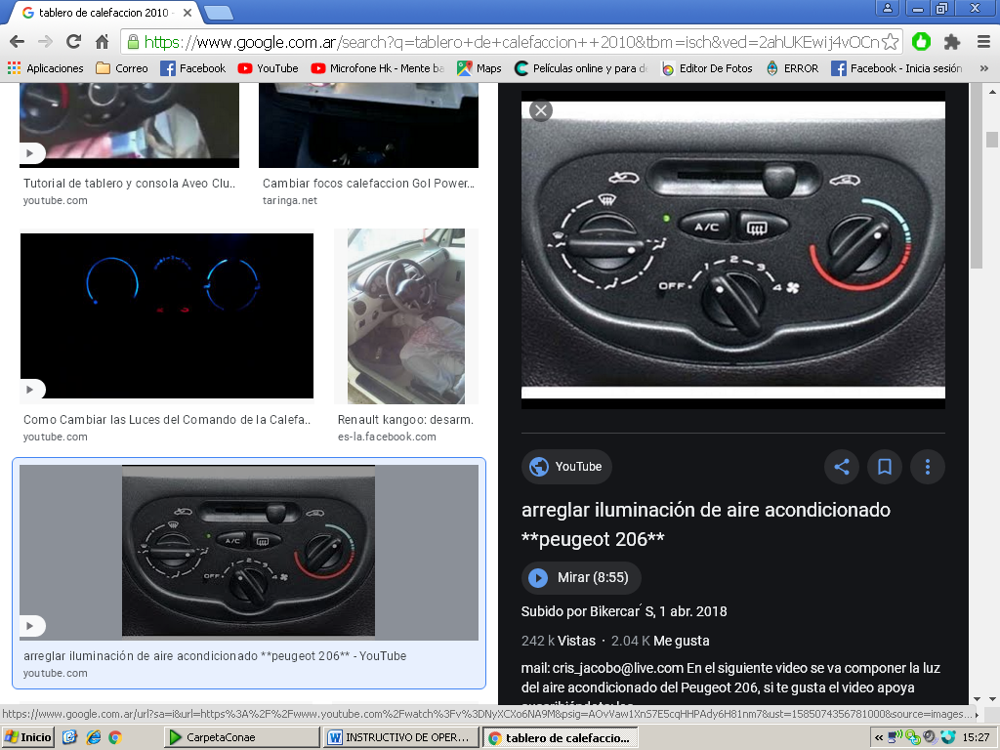 tablero de calefaccion 2010 -
https://www.google.com.ar/search?q=tablero+de+calefaccion++2010&tbm=isch&ved=2ahUKEwij4vOCn
Aplicaciones
Correo
Facebook
YouTube
Microfone Hk - Mente ba
Maps
Películas online y para de
Editor De Fotos
ERROR
Facebook - Inicia sesión
»
Tutorial de tablero y consola Aveo Clu..
youtube.com
Cambiar focos calefaccion Gol Power...
taringa.net
Como Cambiar las Luces del Comando de la Calefa..
youtube.com
Renault kangoo: desarm.
es-la.facebook.com
A/C
OFF
1
2
3
4
arreglar iluminación de aire acondicionado **peugeot 206** - YouTube
youtube.com
A/C
OFF
1
2
3
4
YouTube
arreglar iluminación de aire acondicionado
**peugeot 206**
Mirar (8:55)
Subido por Bikercar´S, 1 abr. 2018
242 k Vistas · 2.04 K Me gusta
mail: cris_jacobo@live.com En el siguiente video se va componer la luz
del aire acondicionado del Peugeot 206, si te gusta el video apoya
https://www.google.com.ar/url?sa=i&url=https%3A%2F%2Fwww.youtube.com%2Fwatch%3Fv%3DNyXCXo6NA9M&psig=AOvVaw1XnS7E5cqHHPAdy6H81nm7&ust=1585074356781000&source=images...
Inicio
CarpetaConae
INSTRUCTIVO DE OPER...
tablero de calefaccio...
«
15:27